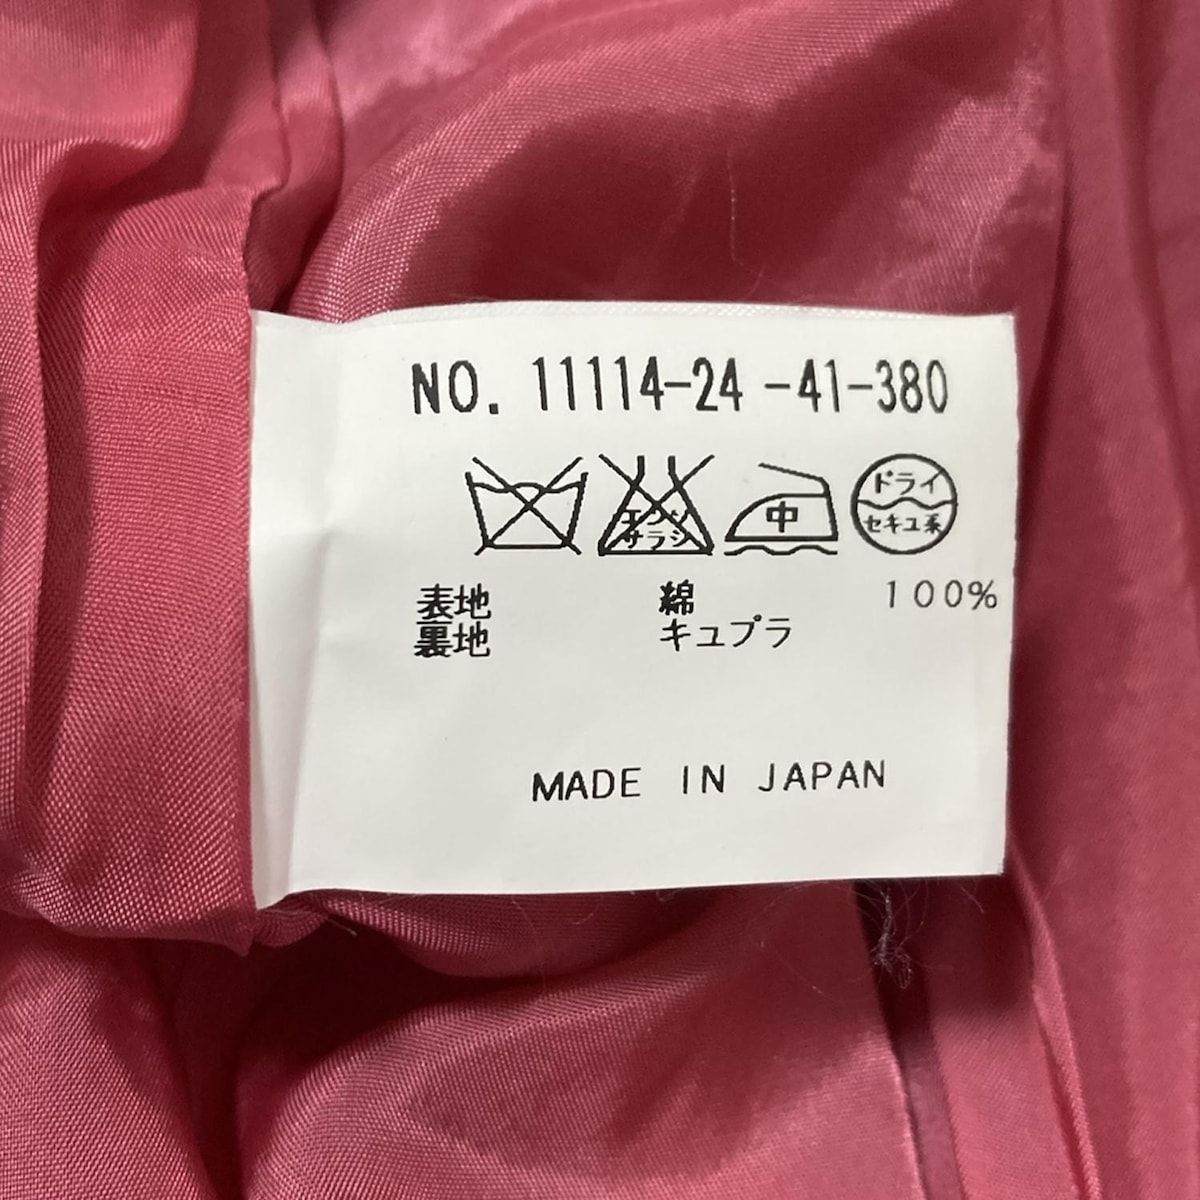 NO. 11114-24 -41-380
エンソ
サラシ
中
ドライ
セキユ系
表地 綿 100%
裏地 キュプラ
MADE IN JAPAN